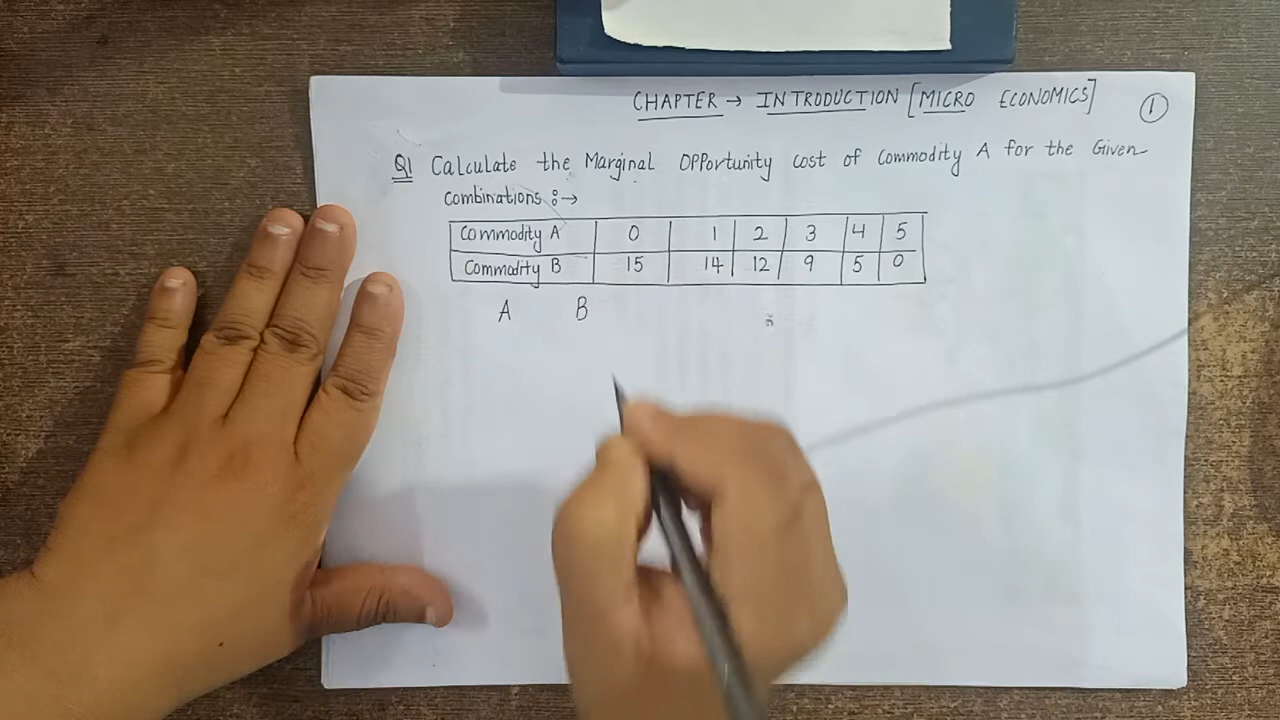 CHAPTER → INTRODUCTION [MICRO ECONOMICS] 1
Q1 Calculate the Marginal Opportunity cost of Commodity A for the Given
Combinations :→
Commodity A 0 1 2 3 4 5
Commodity B 15 14 12 9 5 0
A B